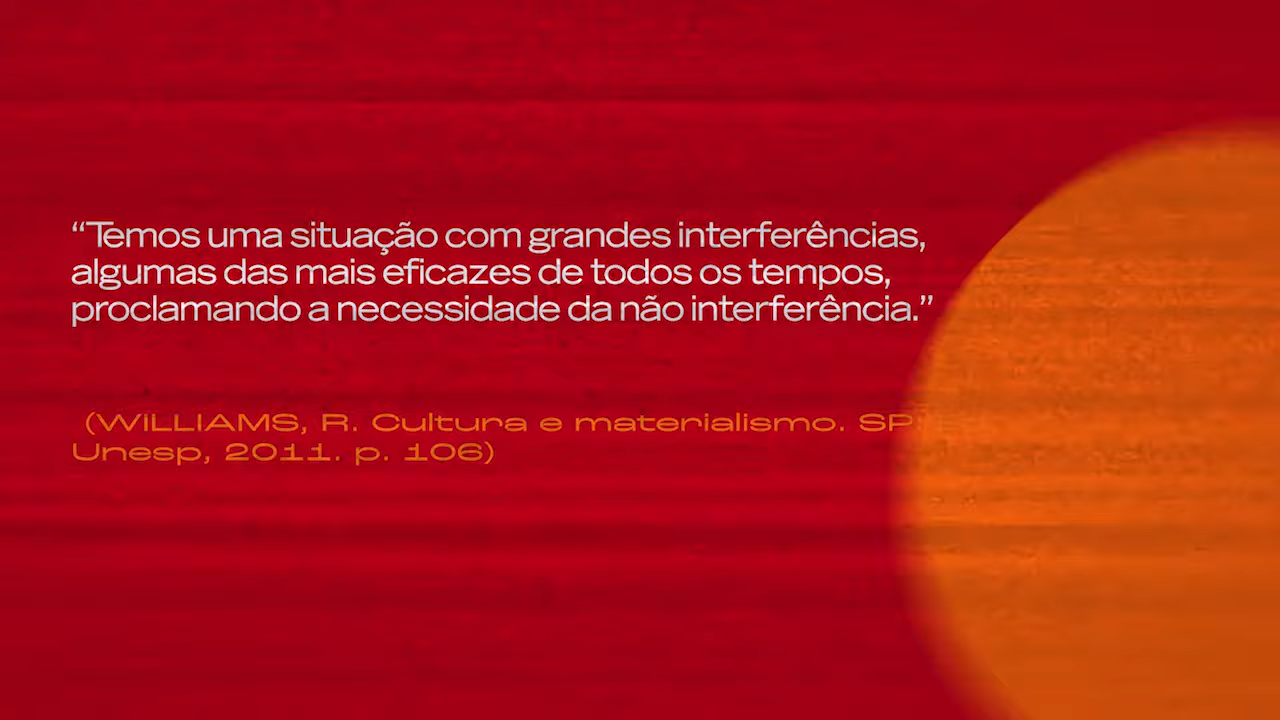 “Temos uma situação com grandes interferências,
algumas das mais eficazes de todos os tempos,
proclamando a necessidade da não interferência.”
(WILLIAMS, R. Cultura e materialismo. SP:
Unesp, 2011. p. 106)